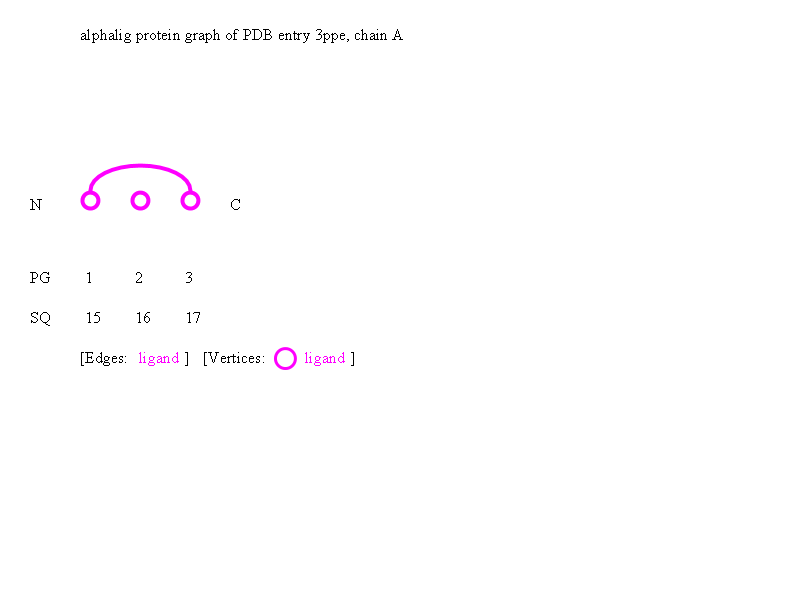 alphalig protein graph of PDB entry 3ppe, chain A
N C
PG 1 2 3
SQ 15 16 17
[Edges: ligand ] [Vertices: ligand ]